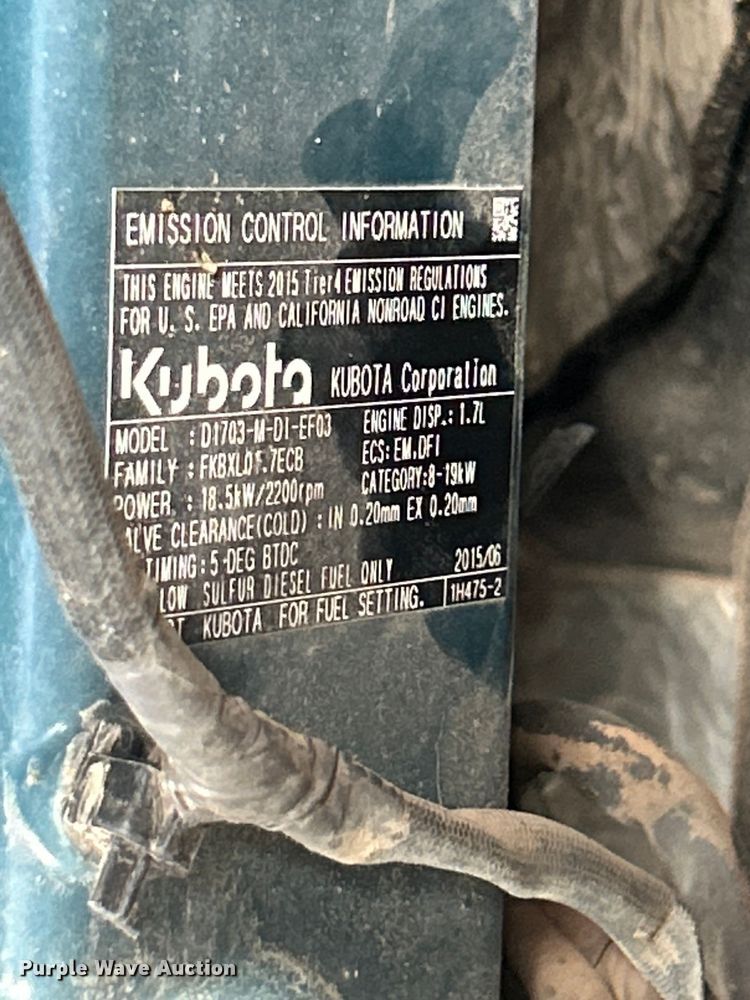 EMISSION CONTROL INFORMATION
THIS ENGINE MEETS 2015 Tier4 EMISSION REGULATIONS
FOR U. S. EPA AND CALIFORNIA NONROAD CI ENGINES.
Kubota KUBOTA Corporation
MODEL : D1703-M-DI-EF03 ENGINE DISP.: 1.7L
FAMILY : FKBXL01.7ECB ECS: EM,DFI
POWER : 18.5kW/2200rpm CATEGORY:8-19kW
ALVE CLEARANCE(COLD) : IN 0.20mm EX 0.20mm
TIMING: 5 DEG BTDC 2015/06
LOW SULFUR DIESEL FUEL ONLY
KUBOTA FOR FUEL SETTING. 1H475-2
Purple Wave Auction